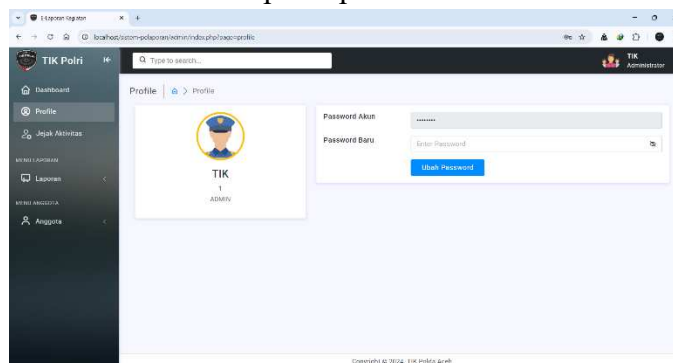 E-Laporan Kegiatan
localhost/sistem-pelaporan/admin/index.php?page=profile
TIK Polri
Type to search...
TIK
Administrator
Dashboard
Profile
Jejak Aktivitas
MENU LAPORAN
Laporan
MENU ANGGOTA
Anggota
Profile
Profile
TIK
1
ADMIN
Password Akun
Password Baru
Enter Password
Ubah Password
Copyright © 2024. TIK Polda Aceh